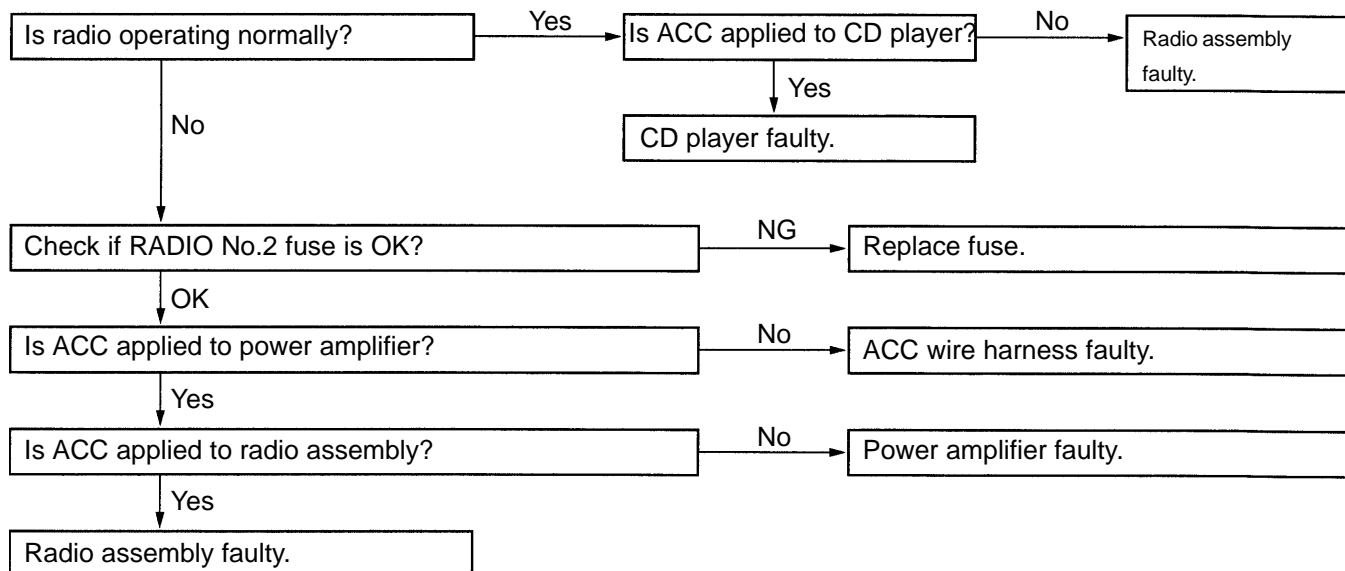 Is radio operating normally?
Yes
Is ACC applied to CD player?
No
Radio assembly
faulty.
Yes
CD player faulty.
No
Check if RADIO No.2 fuse is OK?
NG
Replace fuse.
OK
Is ACC applied to power amplifier?
No
ACC wire harness faulty.
Yes
Is ACC applied to radio assembly?
No
Power amplifier faulty.
Yes
Radio assembly faulty.